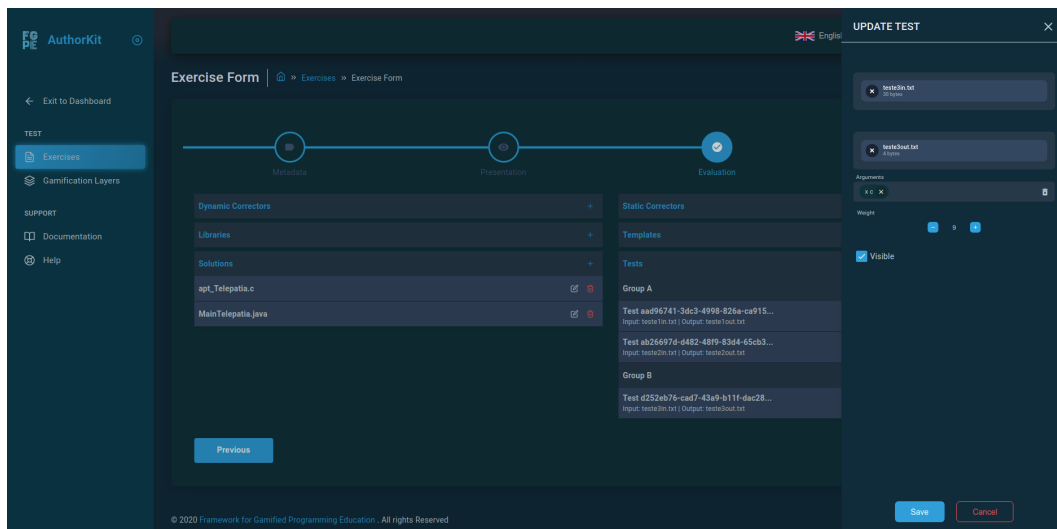 FGPE AuthorKit
Exit to Dashboard
TEST
Exercises
Gamification Layers
SUPPORT
Documentation
Help
English
Exercise Form
» Exercises » Exercise Form
Metadata
Presentation
Evaluation
Dynamic Correctors +
Libraries +
Solutions +
apt_Telepatia.c
MainTelepatia.java
Static Correctors
Templates
Tests
Group A
Test aad96741-3dc3-4998-826a-ca915...
Input: teste1in.txt | Output: teste1out.txt
Test ab26697d-d482-48f9-83d4-65cb3...
Input: teste2in.txt | Output: teste2out.txt
Group B
Test d252eb76-cad7-43a9-b11f-dac28...
Input: teste3in.txt | Output: teste3out.txt
Previous
© 2020 Framework for Gamified Programming Education . All rights Reserved
UPDATE TEST
teste3in.txt
teste3out.txt
4 bytes
Arguments
Weight
- 9 +
Visible
Save
Cancel